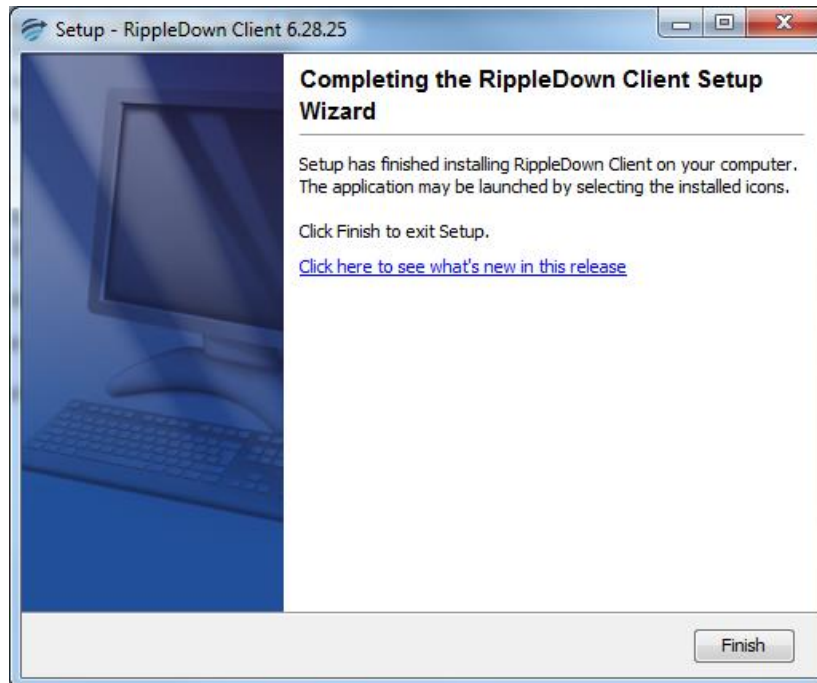 Setup - RippleDown Client 6.28.25
Completing the RippleDown Client Setup
Wizard
Setup has finished installing RippleDown Client on your computer.
The application may be launched by selecting the installed icons.
Click Finish to exit Setup.
Click here to see what's new in this release
Finish